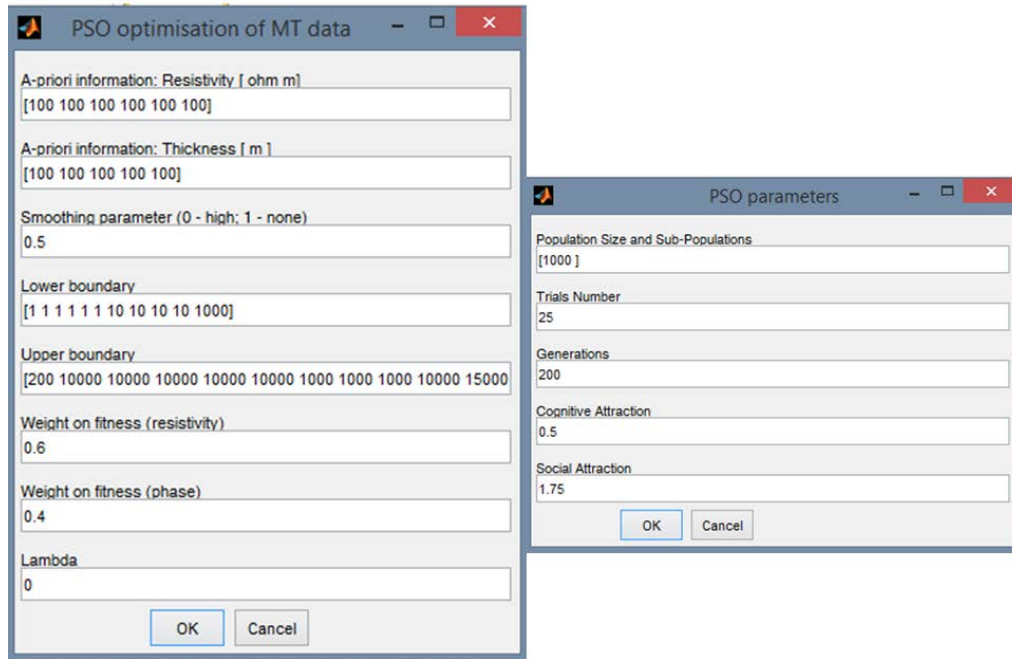 PSO optimisation of MT data
A-priori information: Resistivity [ ohm m]
[100 100 100 100 100 100]
A-priori information: Thickness [ m ]
[100 100 100 100 100]
Smoothing parameter (0 - high; 1 - none)
0.5
Lower boundary
[1 1 1 1 1 1 10 10 10 10 1000]
Upper boundary
[200 10000 10000 10000 10000 10000 1000 1000 1000 10000 15000
Weight on fitness (resistivity)
0.6
Weight on fitness (phase)
0.4
Lambda
0
OK Cancel
PSO parameters
Population Size and Sub-Populations
[1000 ]
Trials Number
25
Generations
200
Cognitive Attraction
0.5
Social Attraction
1.75
OK Cancel